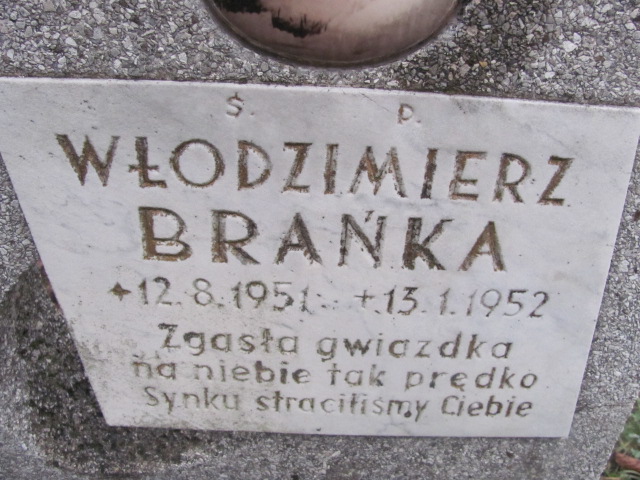 Ś. P.
WŁODZIMIERZ
BRAŃKA
12.8.1951. +.13.1.1952
Zgasła gwiazdka
na niebie tak prędko
Synku straciliśmy Ciebie